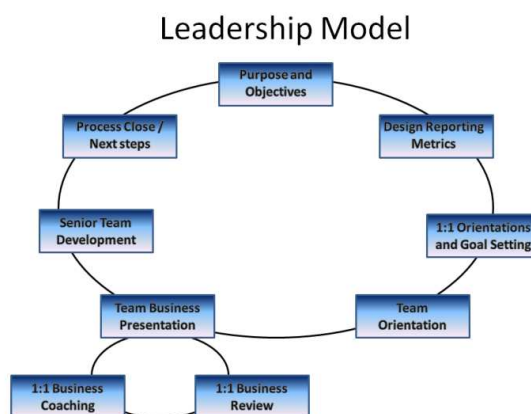 Leadership Model
Purpose and
Objectives
Design Reporting
Metrics
1:1 Orientations
and Goal Setting
Team
Orientation
Team Business
Presentation
1:1 Business
Review
1:1 Business
Coaching
Senior Team
Development
Process Close /
Next steps